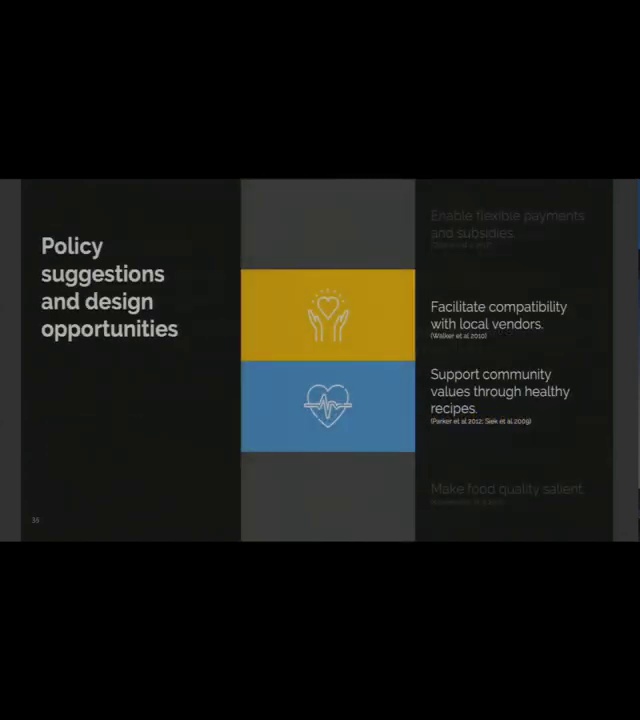 Policy
suggestions
and design
opportunities
Enable flexible payments
and subsidies.
Facilitate compatibility
with local vendors.
(Walker et al 2010)
Support community
values through healthy
recipes.
(Parker et al 2012; Siek et al 2009)
Make food quality salient.
35